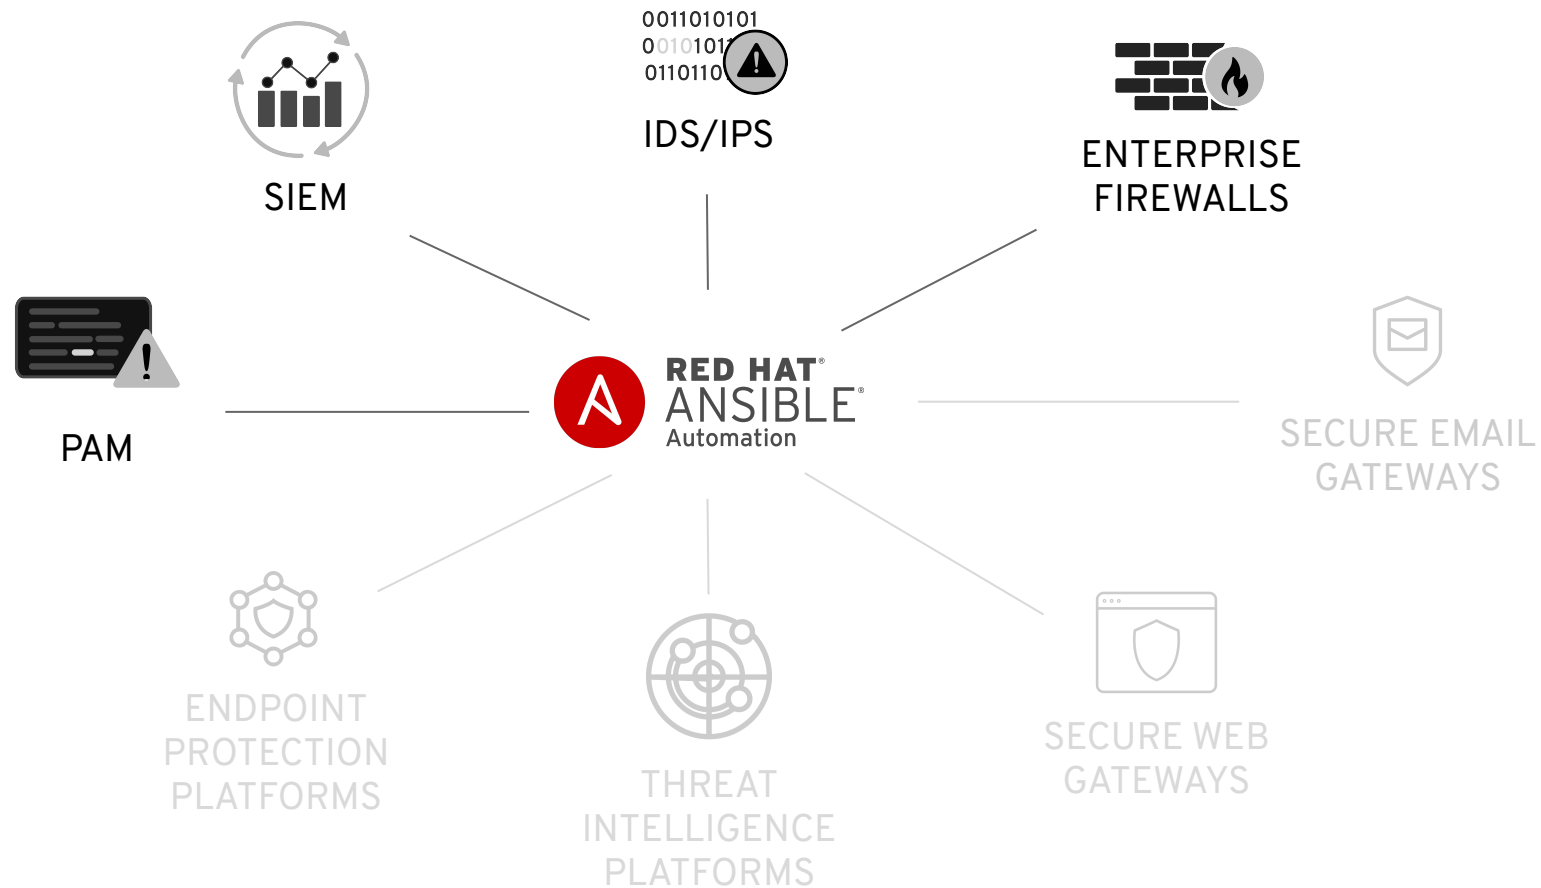 0011010101
00101011
0110110
IDS/IPS
SIEM
ENTERPRISE
FIREWALLS
PAM
RED HAT®
ANSIBLE®
Automation
SECURE EMAIL
GATEWAYS
ENDPOINT
PROTECTION
PLATFORMS
THREAT
INTELLIGENCE
PLATFORMS
SECURE WEB
GATEWAYS